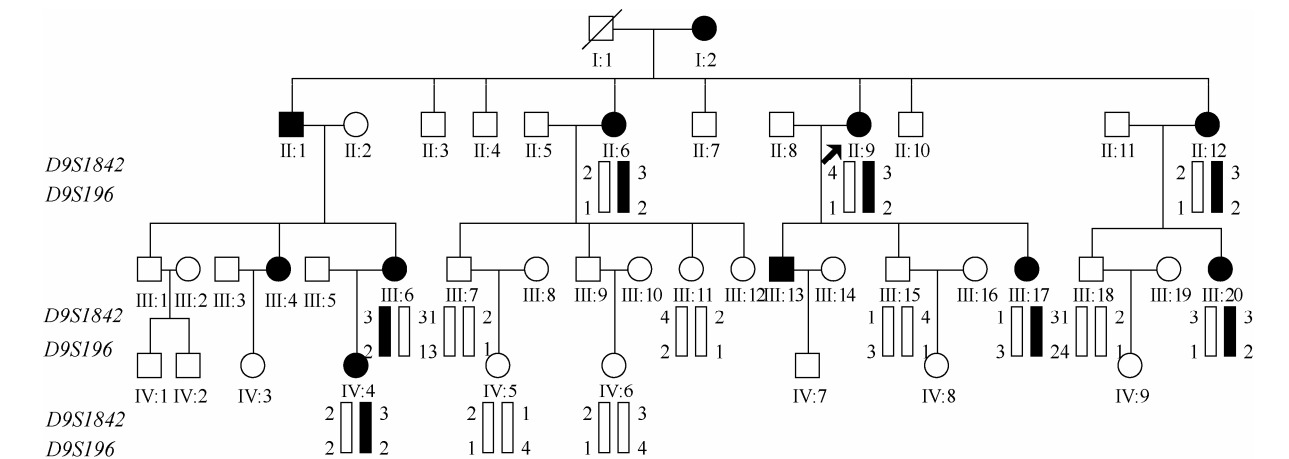 I:1 I:2
II:1 II:2 II:3 II:4 II:5 II:6 II:7 II:8 II:9 II:10 II:11 II:12
D9S1842 2 3 4 3 2 3
D9S196 1 2 1 2 1 2
III:1 III:2 III:3 III:4 III:5 III:6 III:7 III:8 III:9 III:10 III:11 III:12 III:13 III:14 III:15 III:16 III:17 III:18 III:19 III:20
D9S1842 3 31 2 4 2 1 4 1 31 2 3 3
D9S196 2 13 1 2 1 3 1 3 24 1 1 2
IV:1 IV:2 IV:3 IV:4 IV:5 IV:6 IV:7 IV:8 IV:9
D9S1842 2 3 2 1 2 3
D9S196 2 2 1 4 1 4